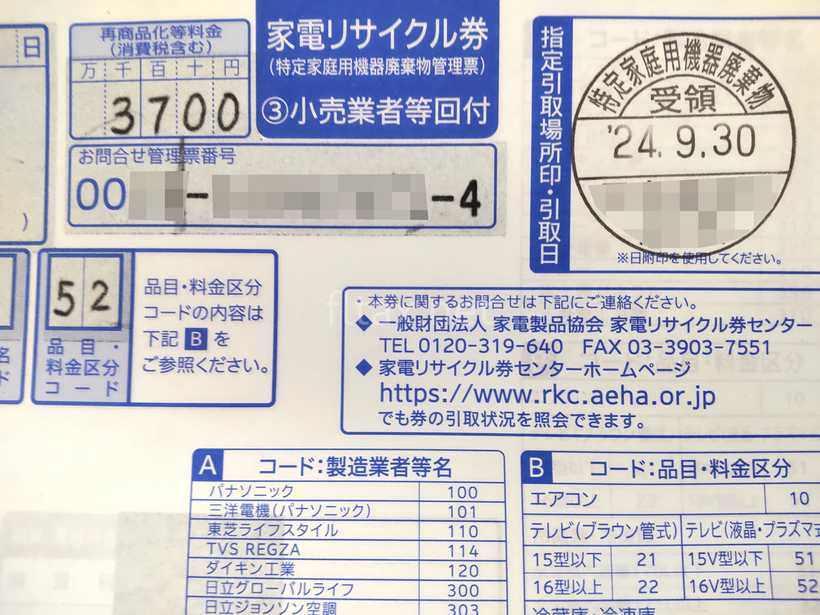 日
再商品化等料金
(消費税含む)
万 千 百 十 円
3700
家電リサイクル券
(特定家庭用機器廃棄物管理票)
③小売業者等回付
お問合せ管理票番号
00
-
-4
指定引取場所印・引取日
特定家庭用機器廃棄物
受領
'24. 9. 30
※日附印を使用してください。
)
52
品目・
料金区分
コード
品目・料金区分
コードの内容は
下記 B を
ご参照ください。
名
ド
本券に関するお問合せは下記にご連絡ください。
◆ 一般財団法人 家電製品協会 家電リサイクル券センター
TEL 0120-319-640 FAX 03-3903-7551
◆ 家電リサイクル券センターホームページ
https://www.rkc.aeha.or.jp
でも券の引取状況を照会できます。
A コード:製造業者等名
パナソニック 100
三洋電機(パナソニック) 101
東芝ライフスタイル 110
TVS REGZA 114
ダイキン工業 120
日立グローバルライフ 300
日立ジョンソン空調 303
B コード:品目・料金区分
エアコン 10
テレビ(ブラウン管式) テレビ(液晶・プラズマ式
15型以下 21 15V型以下 51
16型以上 22 16V型以上 52
冷蔵庫・冷凍庫